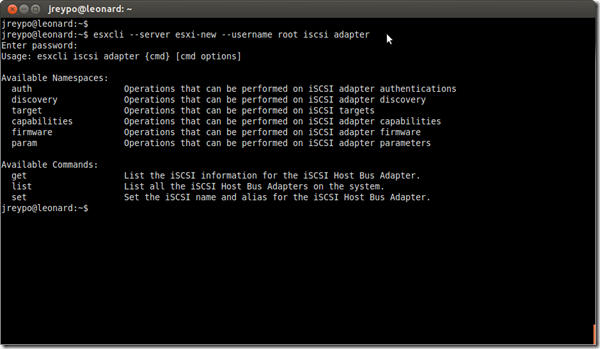 jreypo@leonard: ~
jreypo@leonard:~$
jreypo@leonard:~$ esxcli --server esxi-new --username root iscsi adapter
Enter password:
Usage: esxcli iscsi adapter {cmd} [cmd options]
Available Namespaces:
auth Operations that can be performed on iSCSI adapter authentications
discovery Operations that can be performed on iSCSI adapter discovery
target Operations that can be performed on iSCSI targets
capabilities Operations that can be performed on iSCSI adapter capabilities
firmware Operations that can be performed on iSCSI adapter firmware
param Operations that can be performed on iSCSI adapter parameters
Available Commands:
get List the iSCSI information for the iSCSI Host Bus Adapter.
list List all the iSCSI Host Bus Adapters on the system.
set Set the iSCSI name and alias for the iSCSI Host Bus Adapter.
jreypo@leonard:~$